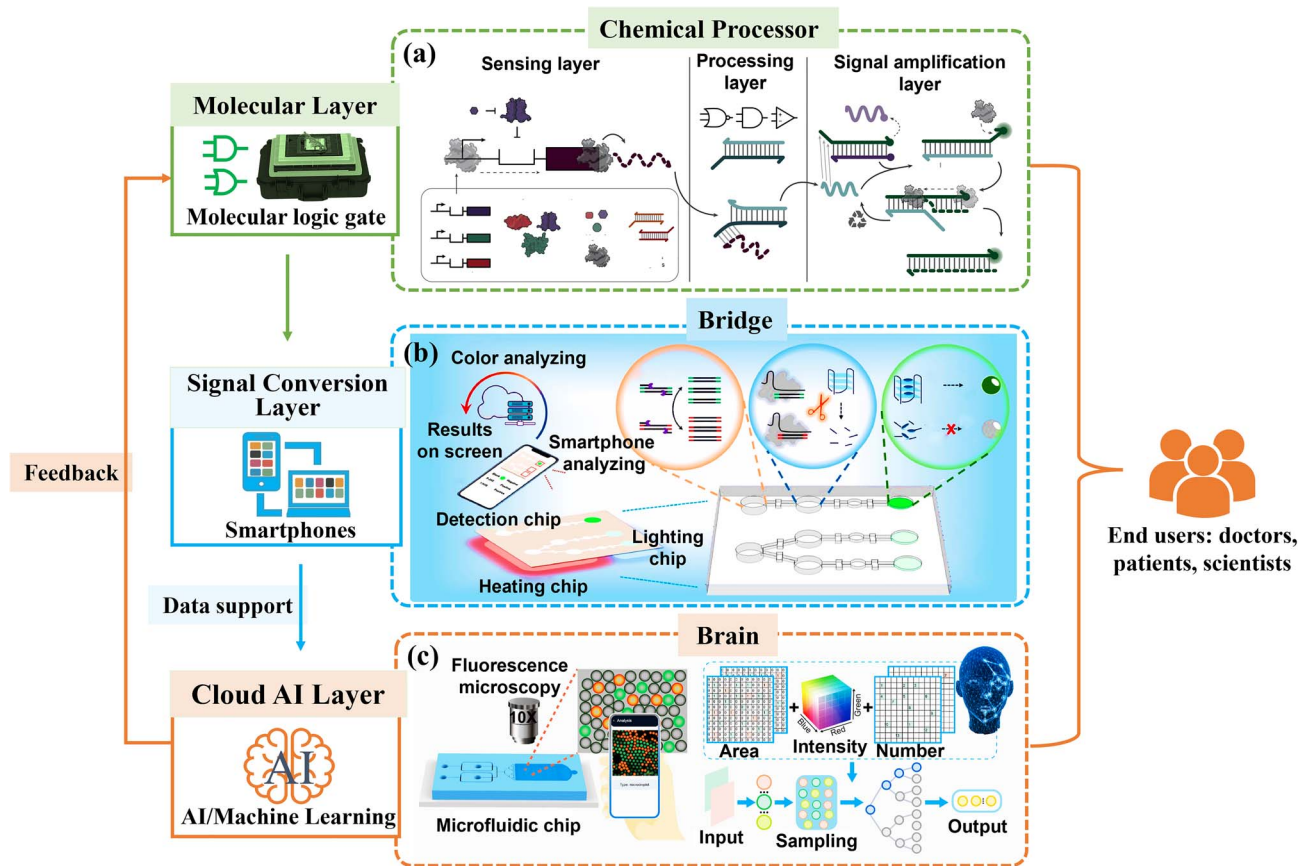 Chemical Processor
(a)
Sensing layer
Processing
layer
Signal amplification
layer
Molecular Layer
Molecular logic gate
Bridge
(b)
Color analyzing
Results
on screen
Smartphone
analyzing
Detection chip
Lighting
chip
Heating chip
Signal Conversion
Layer
Smartphones
Feedback
Data support
End users: doctors,
patients, scientists
Brain
(c)
Cloud AI Layer
AI
AI/Machine Learning
Fluorescence
microscopy
10X
Analysis
Microfluidic chip
Area
+
Intensity
+
Number
Blue
Red
Green
Input
Sampling
Output